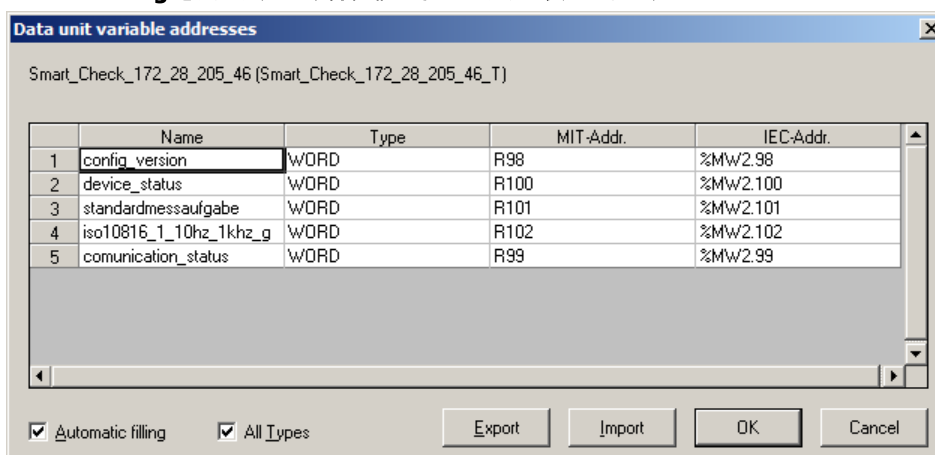 Data unit variable addresses
Smart_Check_172_28_205_46 (Smart_Check_172_28_205_46_T)
Name Type MIT-Addr. IEC-Addr.
1 config_version WORD R98 %MW2.98
2 device_status WORD R100 %MW2.100
3 standardmessaufgabe WORD R101 %MW2.101
4 iso10816_1_10hz_1khz_g WORD R102 %MW2.102
5 comunication_status WORD R99 %MW2.99
Automatic filling All Types Export Import OK Cancel